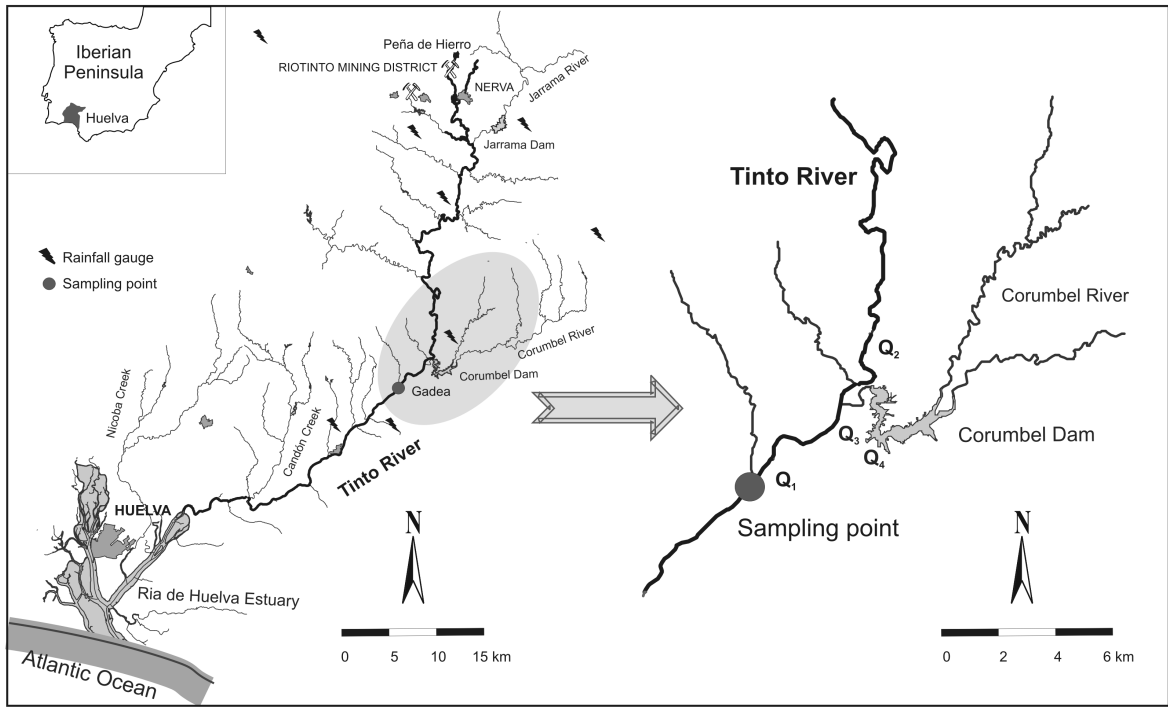 Iberian
Peninsula
Huelva
Peña de Hierro
RIOTINTO MINING DISTRICT
NERVA
Jarrama River
Jarrama Dam
Rainfall gauge
Sampling point
Corumbel River
Corumbel Dam
Gadea
Nicoba Creek
Candón Creek
Tinto River
HUELVA
Ria de Huelva Estuary
Atlantic Ocean
N
0 5 10 15 km
Tinto River
Corumbel River
Q2
Q3
Q4
Corumbel Dam
Q1
Sampling point
N
0 2 4 6 km